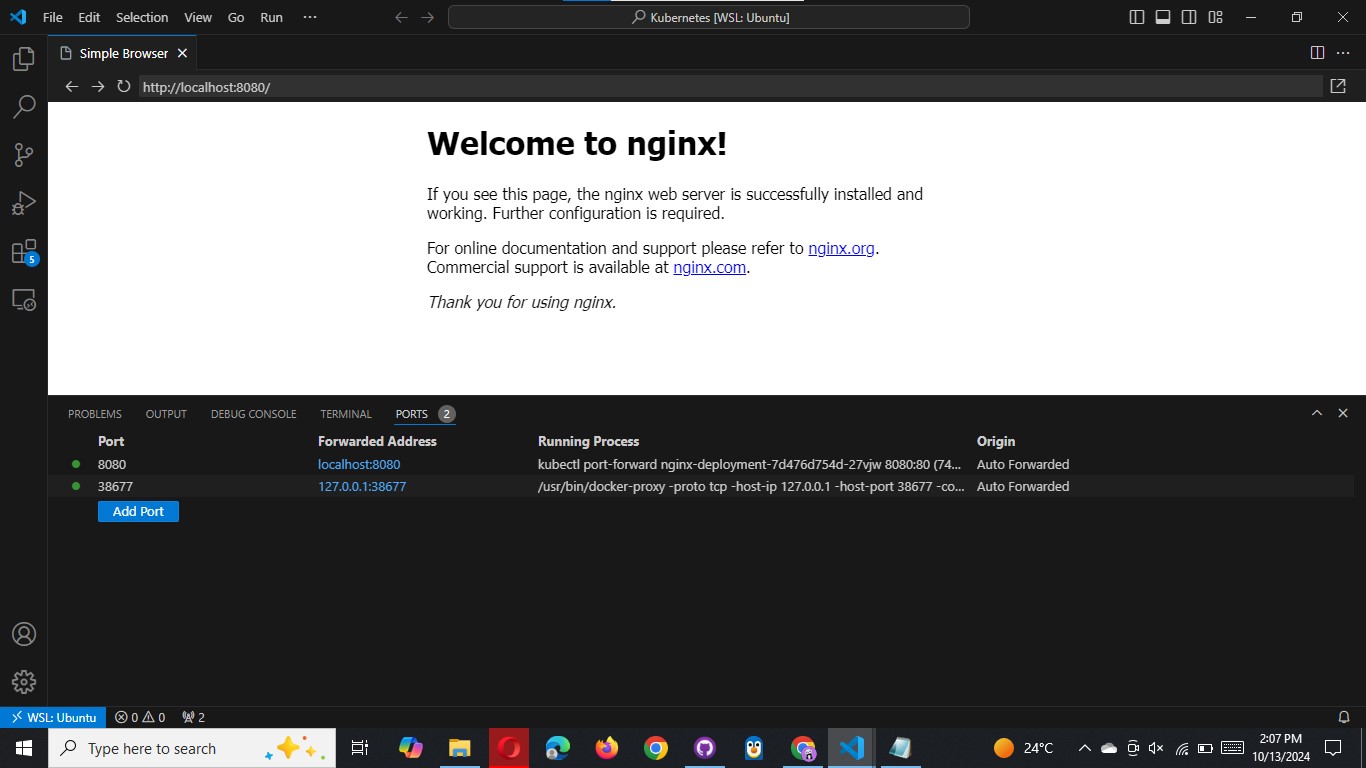 File Edit Selection View Go Run ···
Kubernetes [WSL: Ubuntu]
Simple Browser
http://localhost:8080/
Welcome to nginx!
If you see this page, the nginx web server is successfully installed and
working. Further configuration is required.
For online documentation and support please refer to nginx.org.
Commercial support is available at nginx.com.
Thank you for using nginx.
5
PROBLEMS OUTPUT DEBUG CONSOLE TERMINAL PORTS 2
Port Forwarded Address Running Process Origin
8080 localhost:8080 kubectl port-forward nginx-deployment-7d476d754d-27vjw 8080:80 (74... Auto Forwarded
38677 127.0.0.1:38677 /usr/bin/docker-proxy -proto tcp -host-ip 127.0.0.1 -host-port 38677 -co... Auto Forwarded
Add Port
WSL: Ubuntu 0 0 2
Type here to search
24°C
2:07 PM
10/13/2024